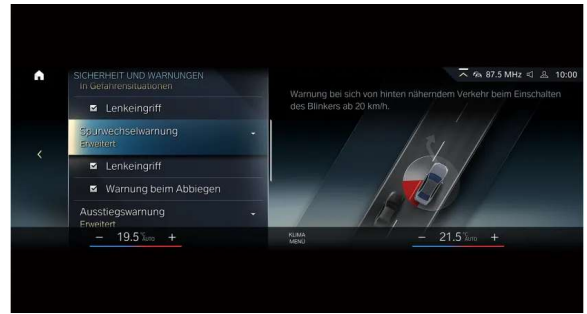 SICHERHEIT UND WARNUNGEN
In Gefahrensituationen
Lenkeingriff
Spurwechselwarnung
Erweitert
Lenkeingriff
Warnung beim Abbiegen
Ausstiegswarnung
Erweitert
87.5 MHz
10:00
Warnung bei sich von hinten näherndem Verkehr beim Einschalten
des Blinkers ab 20 km/h.
− 19.5 °C AUTO +
KLIMA
MENÜ
− 21.5 °C AUTO +